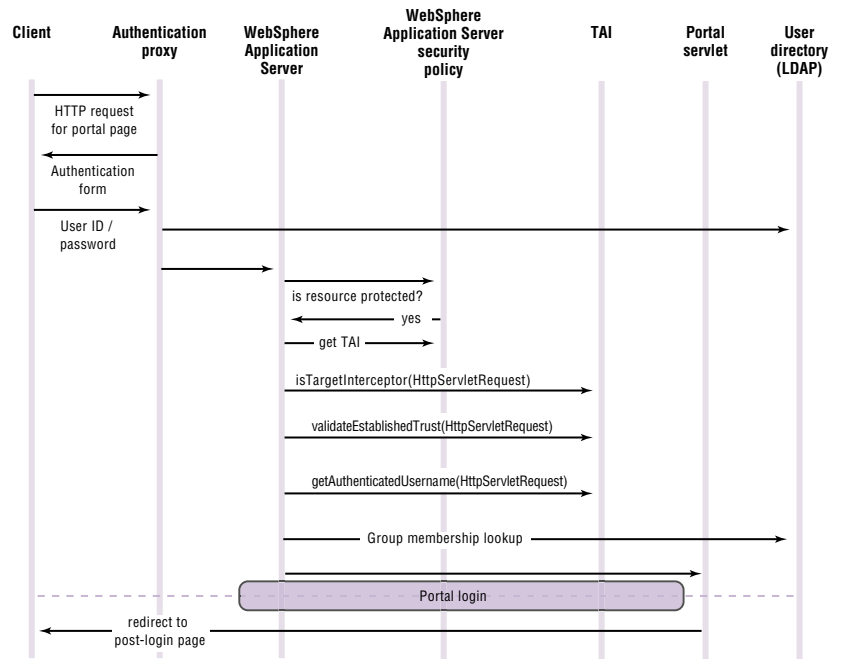 Client
Authentication
proxy
WebSphere
Application
Server
WebSphere
Application Server
security
policy
TAI
Portal
servlet
User
directory
(LDAP)
HTTP request
for portal page
Authentication
form
User ID /
password
is resource protected?
yes
get TAI
isTargetInterceptor(HttpServletRequest)
validateEstablishedTrust(HttpServletRequest)
getAuthenticatedUsername(HttpServletRequest)
Group membership lookup
Portal login
redirect to
post-login page